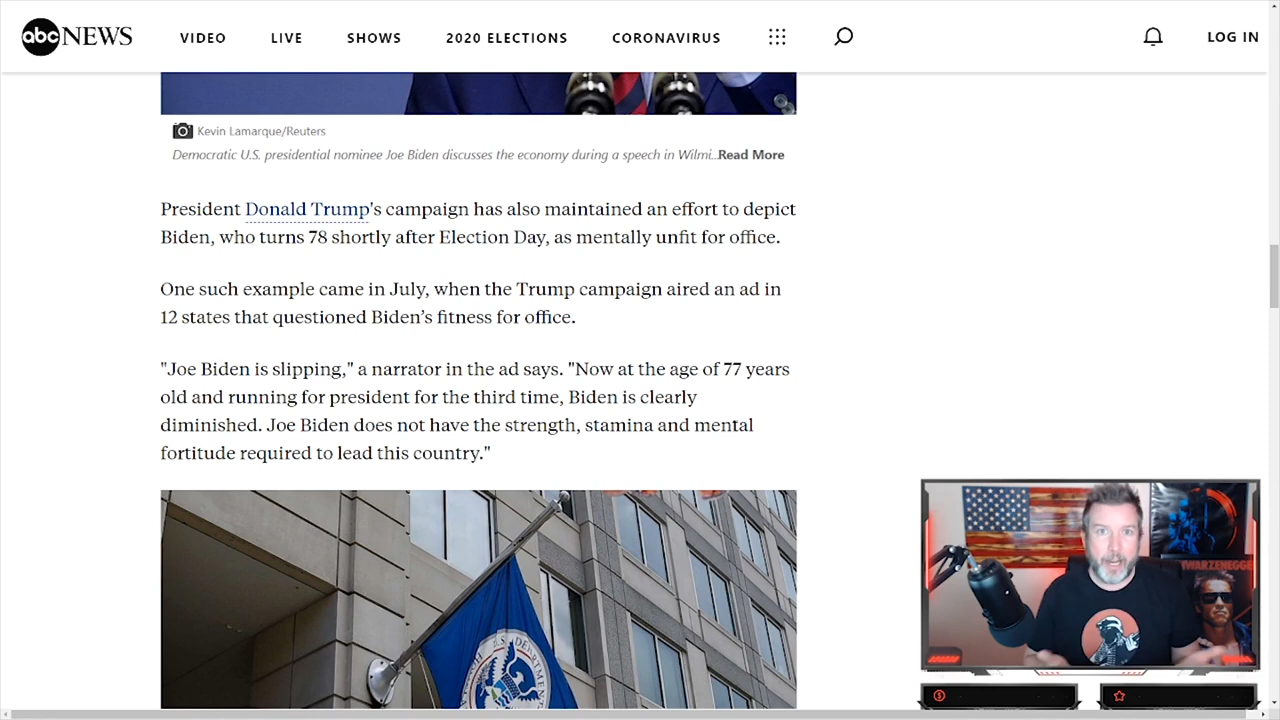 abc NEWS
VIDEO
LIVE
SHOWS
2020 ELECTIONS
CORONAVIRUS
LOG IN
Kevin Lamarque/Reuters
Democratic U.S. presidential nominee Joe Biden discusses the economy during a speech in Wilmi...Read More
President Donald Trump's campaign has also maintained an effort to depict
Biden, who turns 78 shortly after Election Day, as mentally unfit for office.
One such example came in July, when the Trump campaign aired an ad in
12 states that questioned Biden's fitness for office.
"Joe Biden is slipping," a narrator in the ad says. "Now at the age of 77 years
old and running for president for the third time, Biden is clearly
diminished. Joe Biden does not have the strength, stamina and mental
fortitude required to lead this country."